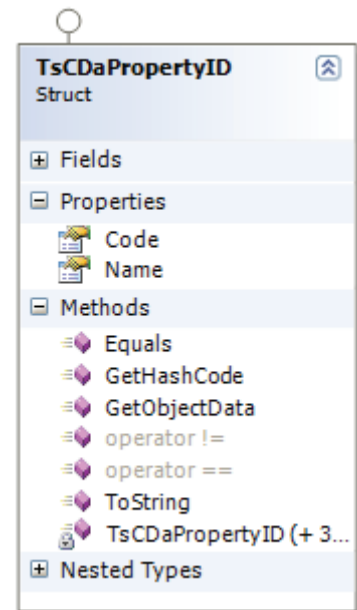 TsCDaPropertyID
Struct
Fields
Properties
Code
Name
Methods
Equals
GetHashCode
GetObjectData
operator !=
operator ==
ToString
TsCDaPropertyID (+ 3...
Nested Types